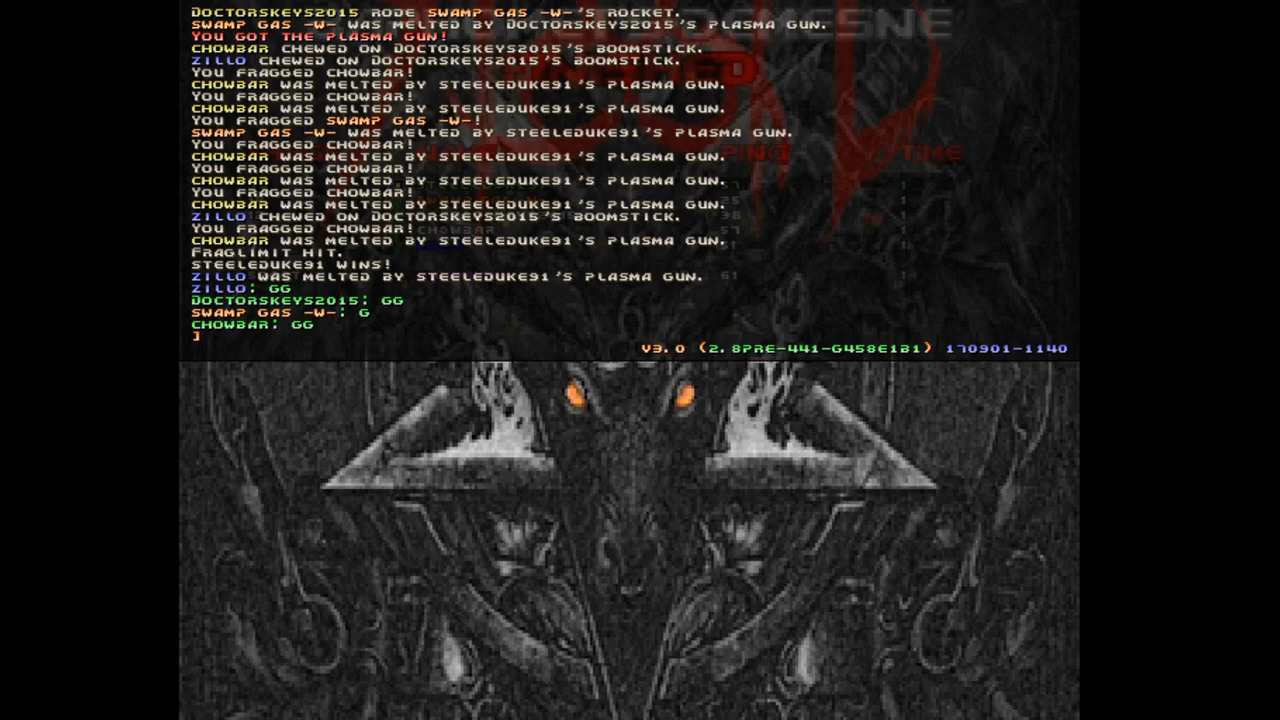 DOCTORSKEYS2015 RODE SWAMP GAS -W-'S ROCKET.
SWAMP GAS -W- WAS MELTED BY DOCTORSKEYS2015'S PLASMA GUN.
YOU GOT THE PLASMA GUN!
CHOWBAR CHEWED ON DOCTORSKEYS2015'S BOOMSTICK.
ZILLO CHEWED ON DOCTORSKEYS2015'S BOOMSTICK.
YOU FRAGGED CHOWBAR!
CHOWBAR WAS MELTED BY STEELEDUKE91'S PLASMA GUN.
YOU FRAGGED CHOWBAR!
CHOWBAR WAS MELTED BY STEELEDUKE91'S PLASMA GUN.
YOU FRAGGED SWAMP GAS -W-!
SWAMP GAS -W- WAS MELTED BY STEELEDUKE91'S PLASMA GUN.
YOU FRAGGED CHOWBAR!
CHOWBAR WAS MELTED BY STEELEDUKE91'S PLASMA GUN.
YOU FRAGGED CHOWBAR!
CHOWBAR WAS MELTED BY STEELEDUKE91'S PLASMA GUN.
YOU FRAGGED CHOWBAR!
CHOWBAR WAS MELTED BY STEELEDUKE91'S PLASMA GUN.
ZILLO CHEWED ON DOCTORSKEYS2015'S BOOMSTICK.
YOU FRAGGED CHOWBAR!
CHOWBAR WAS MELTED BY STEELEDUKE91'S PLASMA GUN.
FRAGLIMIT HIT.
STEELEDUKE91 WINS!
ZILLO WAS MELTED BY STEELEDUKE91'S PLASMA GUN.
ZILLO: GG
DOCTORSKEYS2015: GG
SWAMP GAS -W-: G
CHOWBAR: GG
]
V3.0 (2.8PRE-441-G458E1B1) 170901-1140